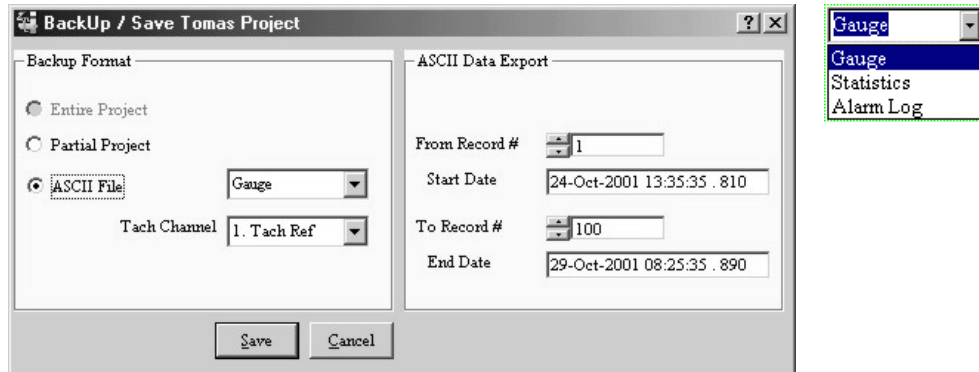 BackUp / Save Tomas Project
Backup Format
Entire Project
Partial Project
ASCII File
Gauge
Tach Channel
1. Tach Ref
ASCII Data Export
From Record #
1
Start Date
24-Oct-2001 13:35:35 . 810
To Record #
100
End Date
29-Oct-2001 08:25:35 . 890
Save
Cancel
Gauge
Gauge
Statistics
Alarm Log